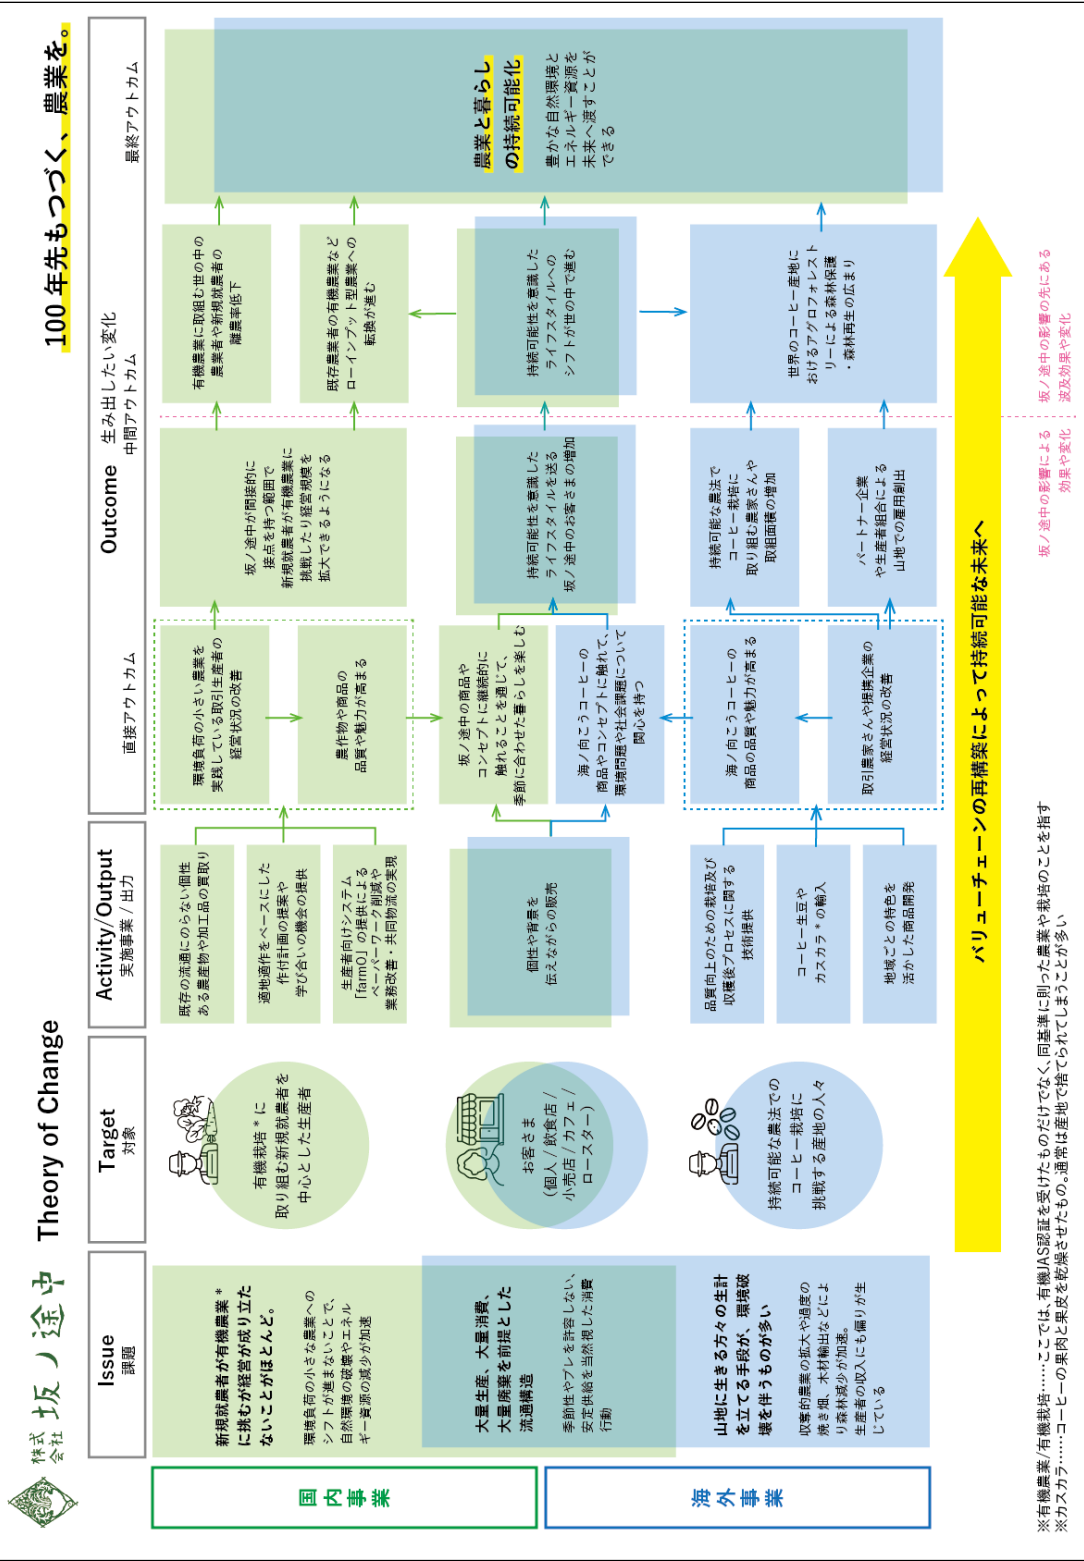 株式
会社 坂ノ途中
Theory of Change
100年先もつづく、農業を。
Issue
課題
Target
対象
Activity/Output
実施事業 / 出力
Outcome 生み出したい変化
直接アウトカム
中間アウトカム
最終アウトカム
国内事業
海外事業
新規就農者が有機農業*
に挑むが経営が成り立た
ないことがほとんど。
環境負荷の小さな農業への
シフトが進まないことで、
自然環境の破壊やエネル
ギー資源の減少が加速
大量生産、大量消費、
大量廃棄を前提とした
流通構造
季節性やブレを許容しない、
安定供給を当然視した消費
行動
山地に生きる方々の生計
を立てる手段が、環境破
壊を伴うものが多い
収奪的農業の拡大や過度の
焼き畑、木材輸出などによ
り森林減少が加速。
生産者の収入にも偏りが生
じている
有機栽培*に
取り組む新規就農者を
中心とした生産者
お客さま
(個人 / 飲食店 /
小売店 / カフェ /
ロースター)
持続可能な農法での
コーヒー栽培に
挑戦する産地の人々
既存の流通にのらない個性
ある農産物や加工品の買取り
適地適作をベースにした
作付計画の提案や
学び合いの機会の提供
生産者向けシステム
「farmO」の提供による
ペーパーワーク削減や
業務改善・共同物流の実現
個性や背景を
伝えながらの販売
品質向上のための栽培及び
収穫後プロセスに関する
技術提供
コーヒー生豆や
カスカラ*の輸入
地域ごとの特色を
活かした商品開発
環境負荷の小さい農業を
実践している取引生産者の
経営状況の改善
農作物や商品の
品質や魅力が高まる
坂ノ途中の商品や
コンセプトに継続的に
触れることを通じて、
季節に合わせた暮らしを楽しむ
海ノ向こうコーヒーの
商品やコンセプトに触れて、
環境問題や社会課題について
関心を持つ
海ノ向こうコーヒーの
商品の品質や魅力が高まる
取引農家さんや提携企業の
経営状況の改善
坂ノ途中が間接的に
接点を持つ範囲で
新規就農者が有機農業に
挑戦したり経営規模を
拡大できるようになる
持続可能性を意識した
ライフスタイルを送る
坂ノ途中のお客さまの増加
持続可能な農法で
コーヒー栽培に
取り組む農家さんや
取組面積の増加
パートナー企業
や生産者組合による
山地での雇用創出
有機農業に取組む世の中の
農業者や新規就農者の
離農率低下
既存農業者の有機農業など
ローインプット型農業への
転換が進む
持続可能性を意識した
ライフスタイルへの
シフトが世の中で進む
世界のコーヒー産地に
おけるアグロフォレスト
リーによる森林保護
・森林再生の広まり
農業と暮らし
の持続可能化
豊かな自然環境と
エネルギー資源を
未来へ渡すことが
できる
バリューチェーンの再構築によって持続可能な未来へ
坂ノ途中の影響による
効果や変化
坂ノ途中の影響の先にある
波及効果や変化
※有機農業/有機栽培……ここでは、有機JAS認証を受けたものだけでなく、同基準に則った農業や栽培のことを指す
※カスカラ……コーヒーの果肉と果皮を乾燥させたもの。通常は産地で捨てられてしまうことが多い